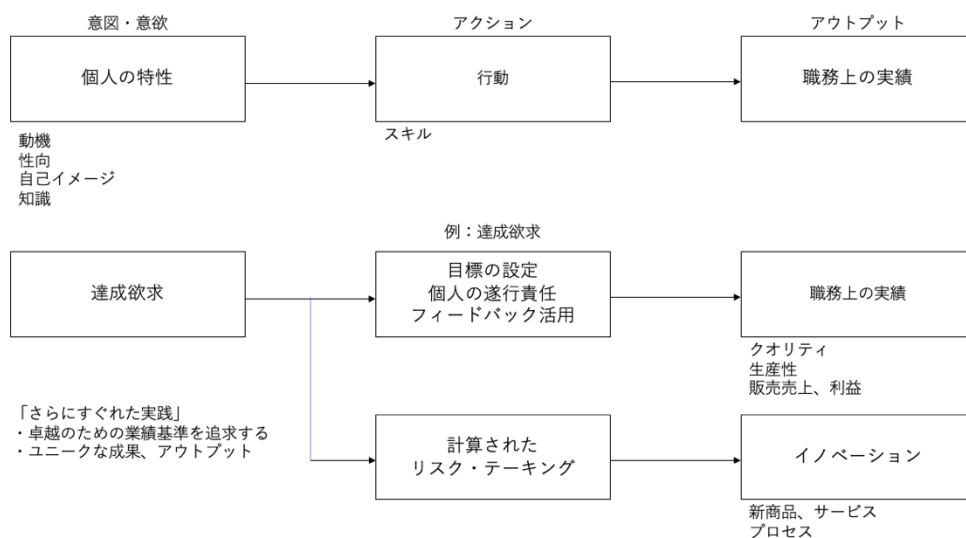 意図・意欲
アクション
アウトプット
個人の特性
行動
職務上の実績
動機
性向
自己イメージ
知識
スキル
例：達成欲求
達成欲求
目標の設定
個人の遂行責任
フィードバック活用
職務上の実績
クオリティ
生産性
販売売上、利益
「さらにすぐれた実践」
・卓越のための業績基準を追求する
・ユニークな成果、アウトプット
計算された
リスク・テーキング
イノベーション
新商品、サービス
プロセス